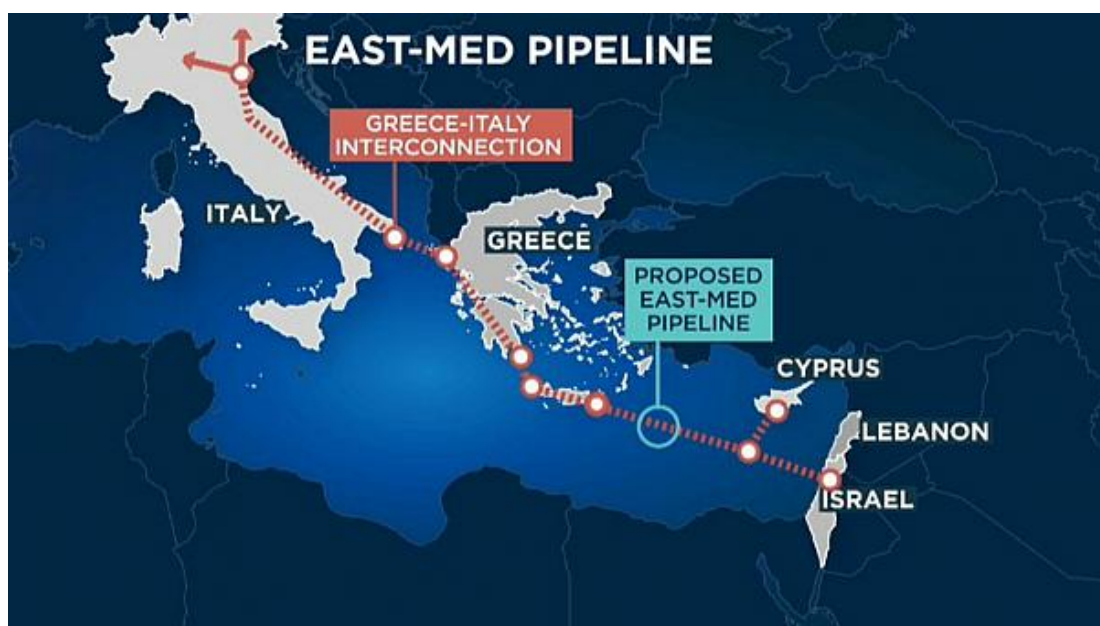 EAST-MED PIPELINE
GREECE-ITALY
INTERCONNECTION
ITALY
GREECE
PROPOSED
EAST-MED
PIPELINE
CYPRUS
LEBANON
ISRAEL